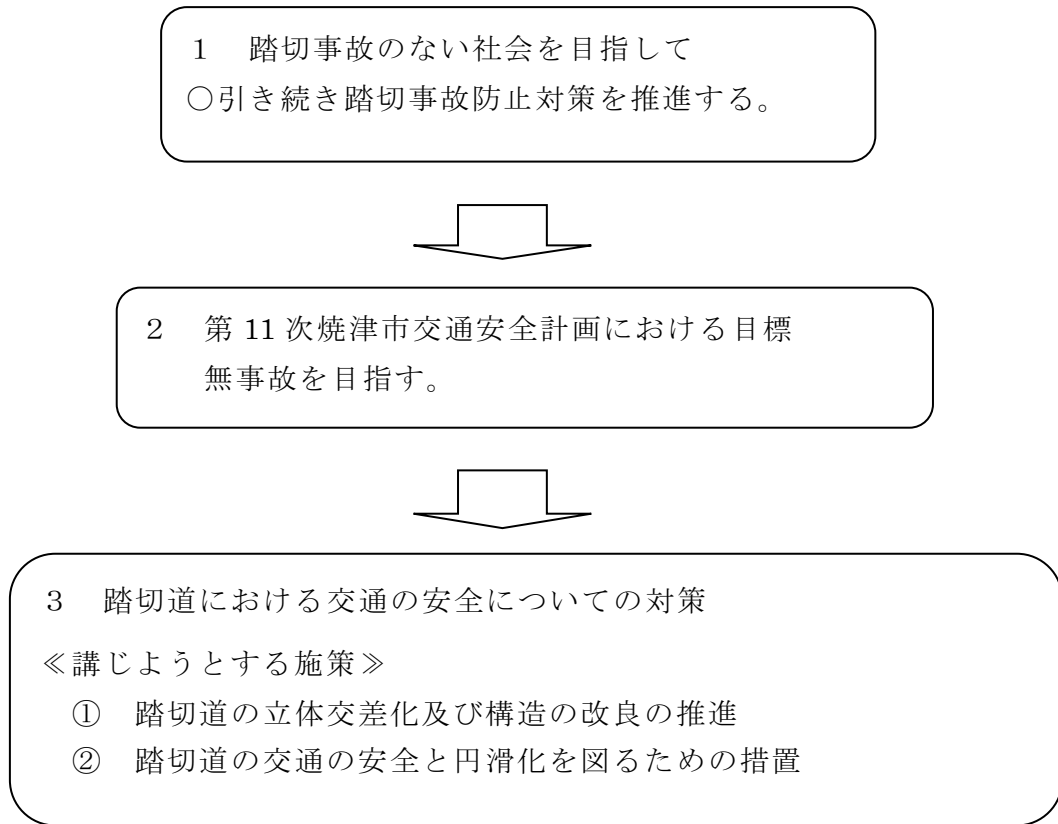 １　踏切事故のない社会を目指して
〇引き続き踏切事故防止対策を推進する。
２　第 11 次焼津市交通安全計画における目標
無事故を目指す。
３　踏切道における交通の安全についての対策
≪講じようとする施策≫
①　踏切道の立体交差化及び構造の改良の推進
②　踏切道の交通の安全と円滑化を図るための措置